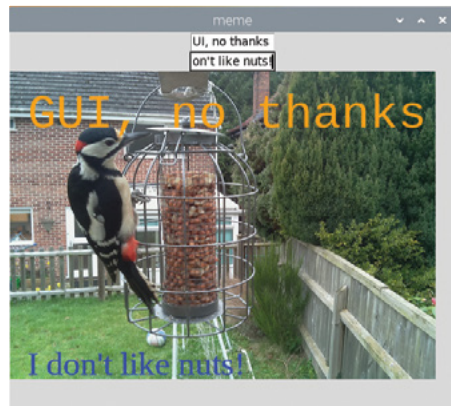 meme
UI, no thanks
on't like nuts!
GUI, no thanks
I don't like nuts!